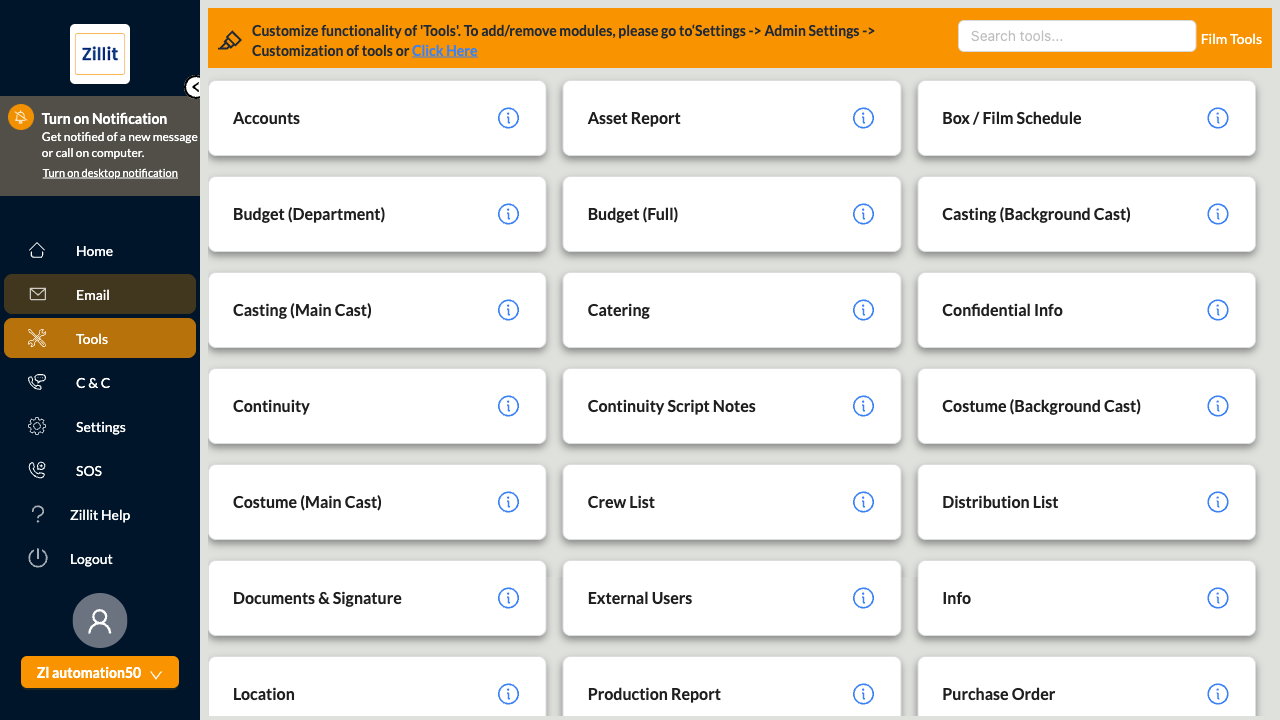 Zillit
Turn on Notification
Get notified of a new message
or call on computer.
Turn on desktop notification
Home
Email
Tools
C & C
Settings
SOS
Zillit Help
Logout
ZI automation50
Customize functionality of 'Tools'. To add/remove modules, please go to'Settings -> Admin Settings ->
Customization of tools or Click Here
Search tools...
Film Tools
Accounts
Asset Report
Box / Film Schedule
Budget (Department)
Budget (Full)
Casting (Background Cast)
Casting (Main Cast)
Catering
Confidential Info
Continuity
Continuity Script Notes
Costume (Background Cast)
Costume (Main Cast)
Crew List
Distribution List
Documents & Signature
External Users
Info
Location
Production Report
Purchase Order